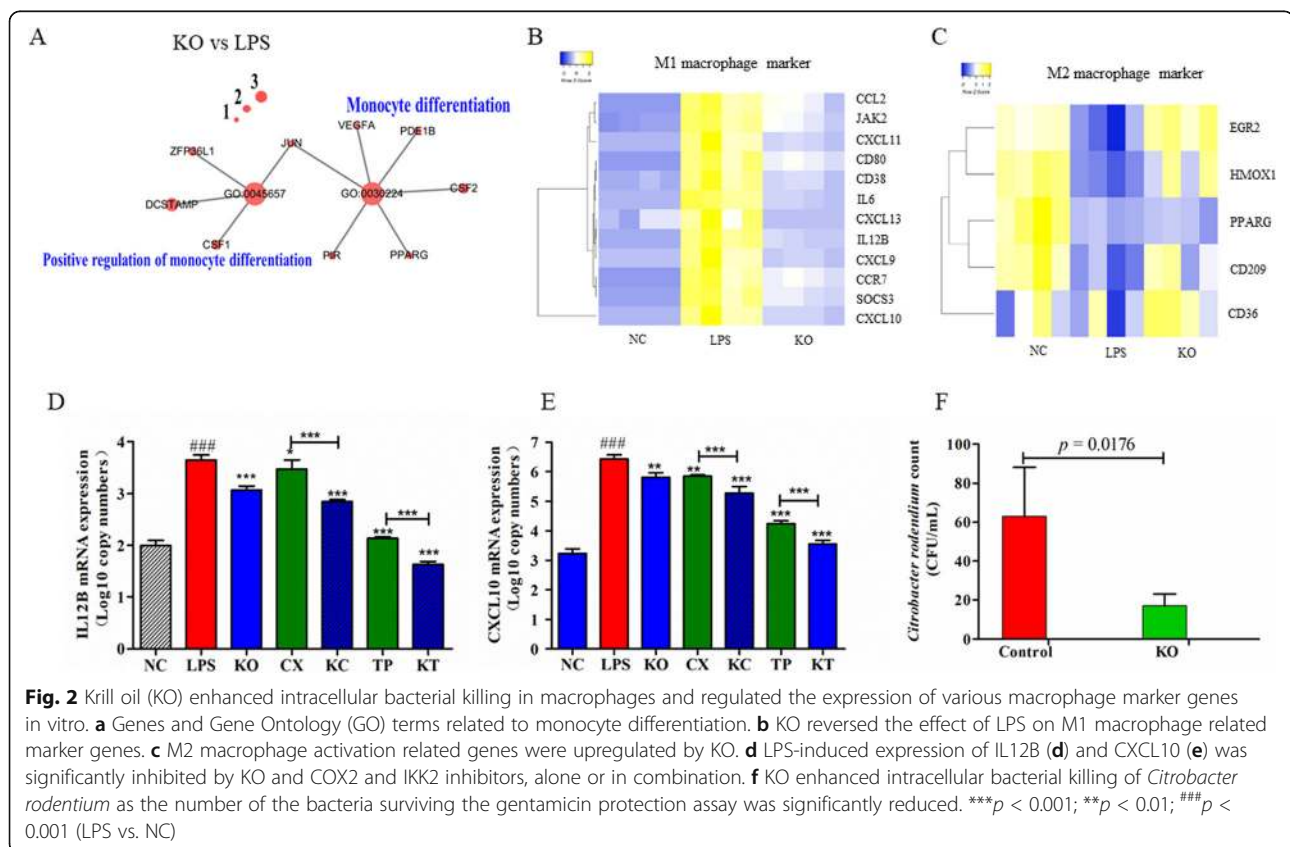 A
KO vs LPS
3
2
1
Monocyte differentiation
VEGFA
PDE1B
ZFP36L1
JUN
GO:0045657
GO:0030224
CSF2
DCSTAMP
CSF1
Positive regulation of monocyte differentiation
PIR
PPARG
B
M1 macrophage marker
CCL2
JAK2
CXCL11
CD80
CD38
IL6
CXCL13
IL12B
CXCL9
CCR7
SOCS3
CXCL10
NC LPS KO
C
M2 macrophage marker
EGR2
HMOX1
PPARG
CD209
CD36
NC LPS KO
D
IL12B mRNA expression
(Log10 copy numbers)
4
3
2
1
0
###
***
*
***
***
***
***
***
NC LPS KO CX KC TP KT
E
CXCL10 mRNA expression
(Log10 copy numbers)
7
6
5
4
3
2
1
0
###
**
**
***
***
***
***
***
NC LPS KO CX KC TP KT
F
Citrobacter rodendium count
(CFU/mL)
100
80
60
40
20
0
p = 0.0176
Control KO
Fig. 2 Krill oil (KO) enhanced intracellular bacterial killing in macrophages and regulated the expression of various macrophage marker genes
in vitro. a Genes and Gene Ontology (GO) terms related to monocyte differentiation. b KO reversed the effect of LPS on M1 macrophage related
marker genes. c M2 macrophage activation related genes were upregulated by KO. d LPS-induced expression of IL12B (d) and CXCL10 (e) was
significantly inhibited by KO and COX2 and IKK2 inhibitors, alone or in combination. f KO enhanced intracellular bacterial killing of Citrobacter
rodentium as the number of the bacteria surviving the gentamicin protection assay was significantly reduced. ***p < 0.001; **p < 0.01; ###p <
0.001 (LPS vs. NC)